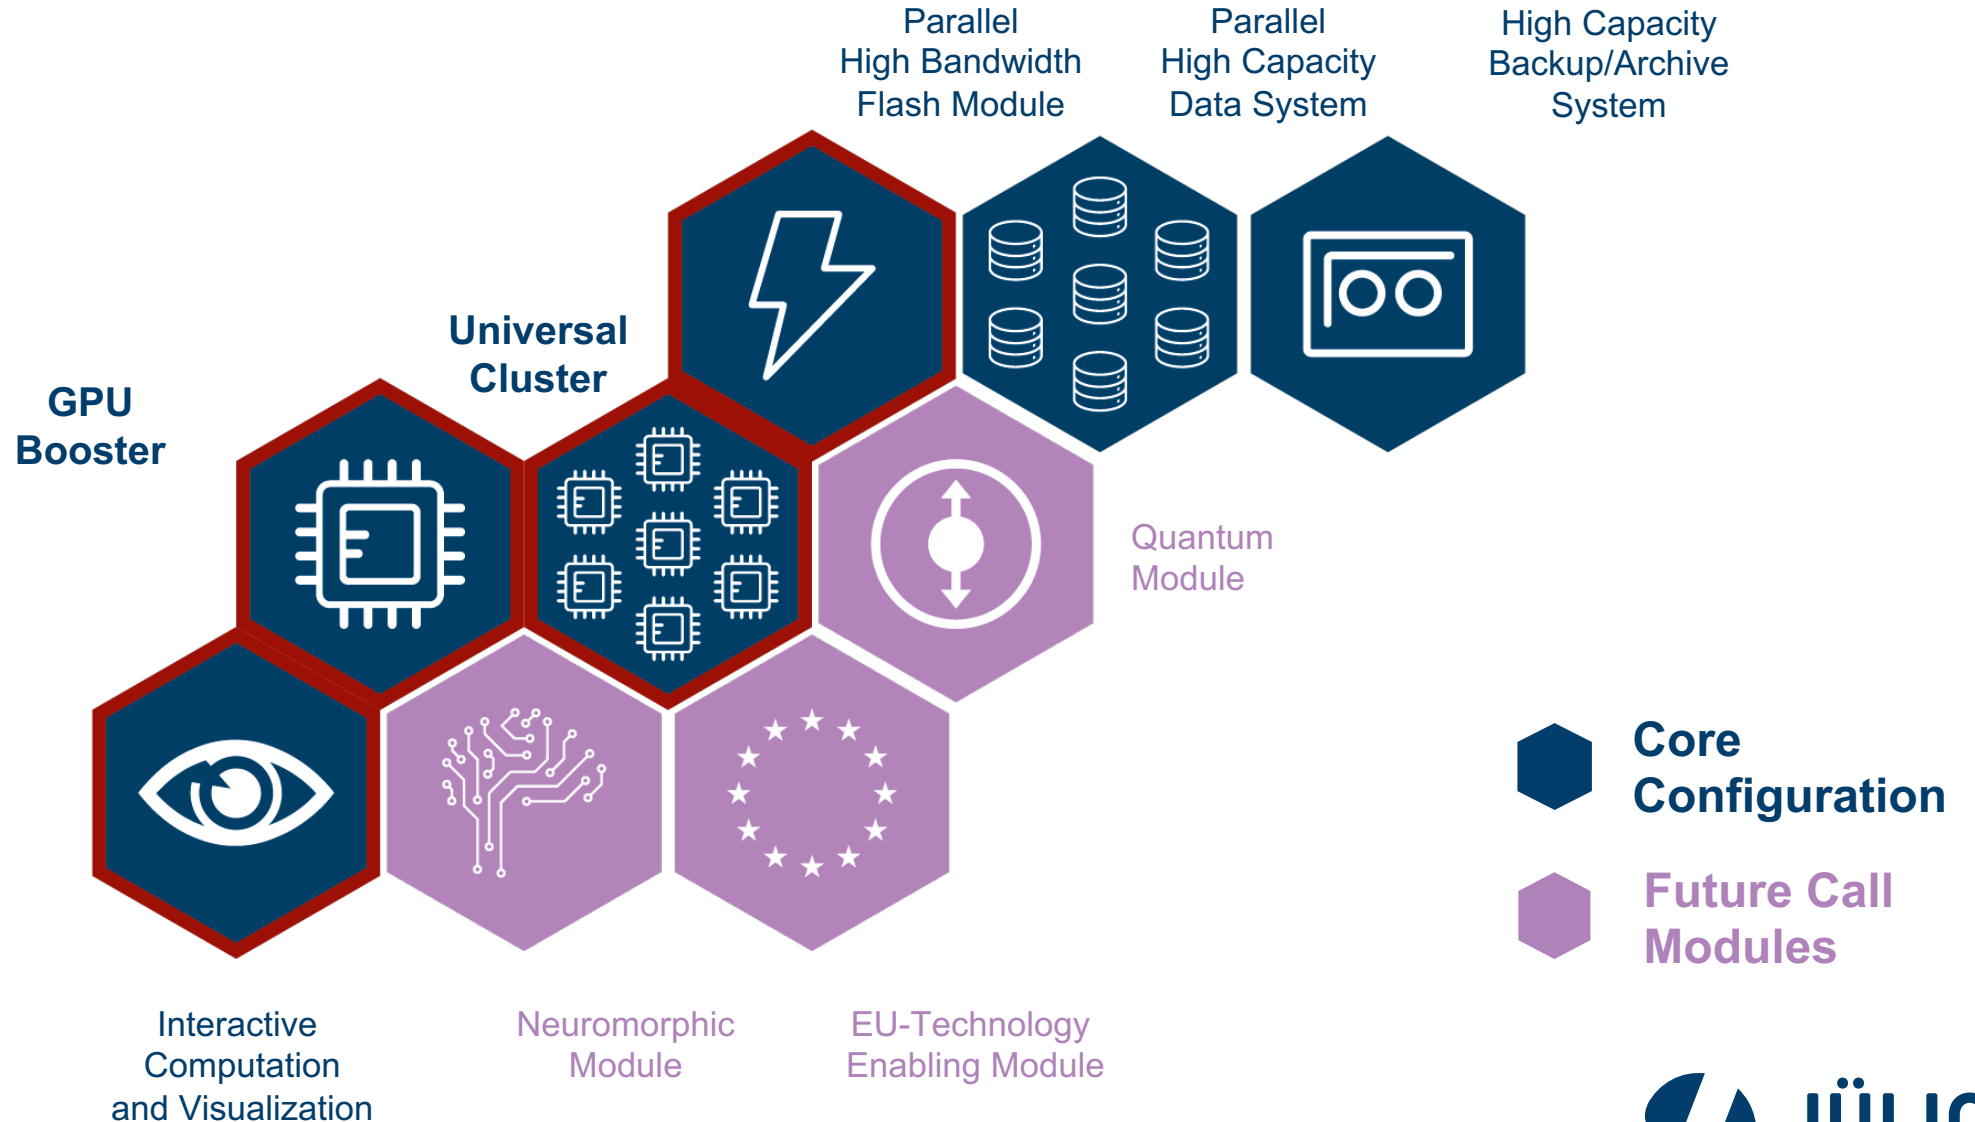 Parallel
High Bandwidth
Flash Module
Parallel
High Capacity
Data System
High Capacity
Backup/Archive
System
Universal
Cluster
GPU
Booster
Quantum
Module
Core
Configuration
Future Call
Modules
Interactive
Computation
and Visualization
Neuromorphic
Module
EU-Technology
Enabling Module